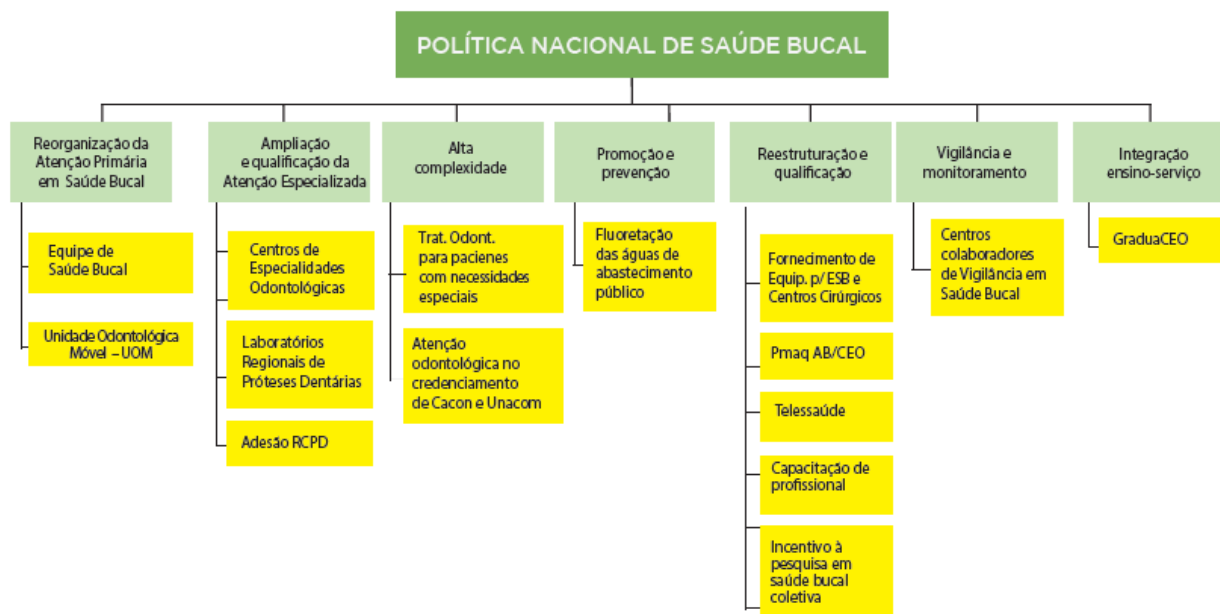 POLÍTICA NACIONAL DE SAÚDE BUCAL
Reorganização da
Atenção Primária
em Saúde Bucal
Equipe de
Saúde Bucal
Unidade Odontológica
Móvel – UOM
Ampliação
e qualificação da
Atenção Especializada
Centros de
Especialidades
Odontológicas
Laboratórios
Regionais de
Próteses Dentárias
Adesão RCPD
Alta
complexidade
Trat. Odont.
para pacienes
com necessidades
especiais
Atenção
odontológica no
credenciamento
de Cacon e Unacom
Promoção e
prevenção
Fluoretação
das águas de
abastecimento
público
Reestruturação e
qualificação
Fornecimento de
Equip. p/ ESB e
Centros Cirúrgicos
Pmaq AB/CEO
Telessaúde
Capacitação de
profissional
Incentivo à
pesquisa em
saúde bucal
coletiva
Vigilância e
monitoramento
Centros
colaboradores
de Vigilância em
Saúde Bucal
Integração
ensino-serviço
GraduaCEO